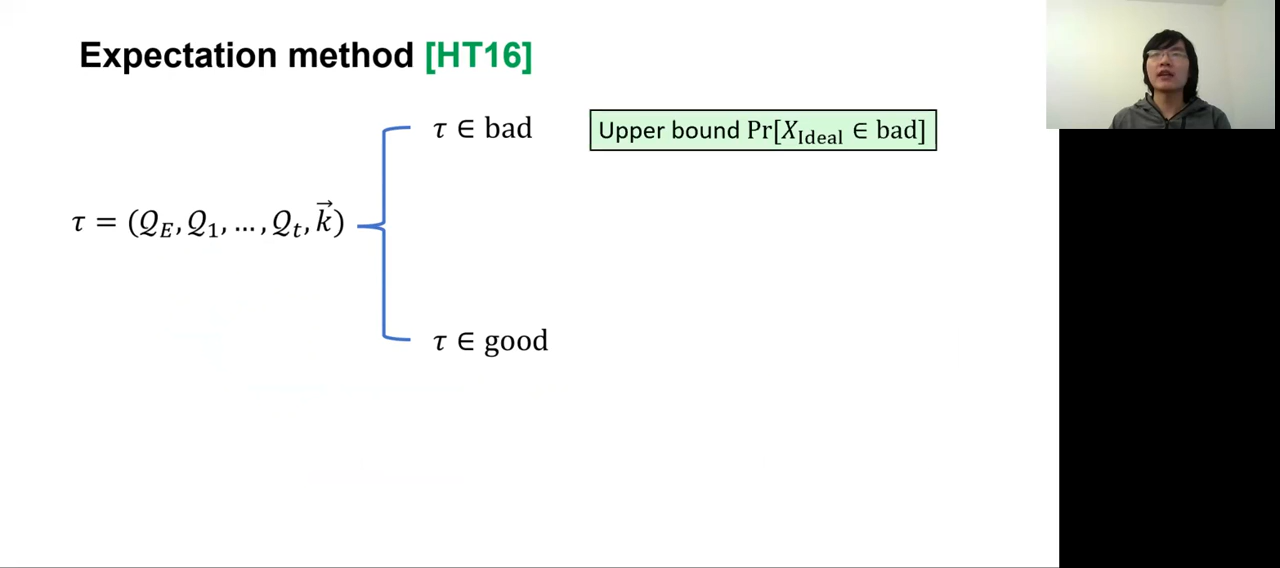 Expectation method [HT16]
τ ∈ bad
Upper bound Pr[X_Ideal ∈ bad]
τ = (𝒬_E, 𝒬_1, ..., 𝒬_t, k⃗)
τ ∈ good